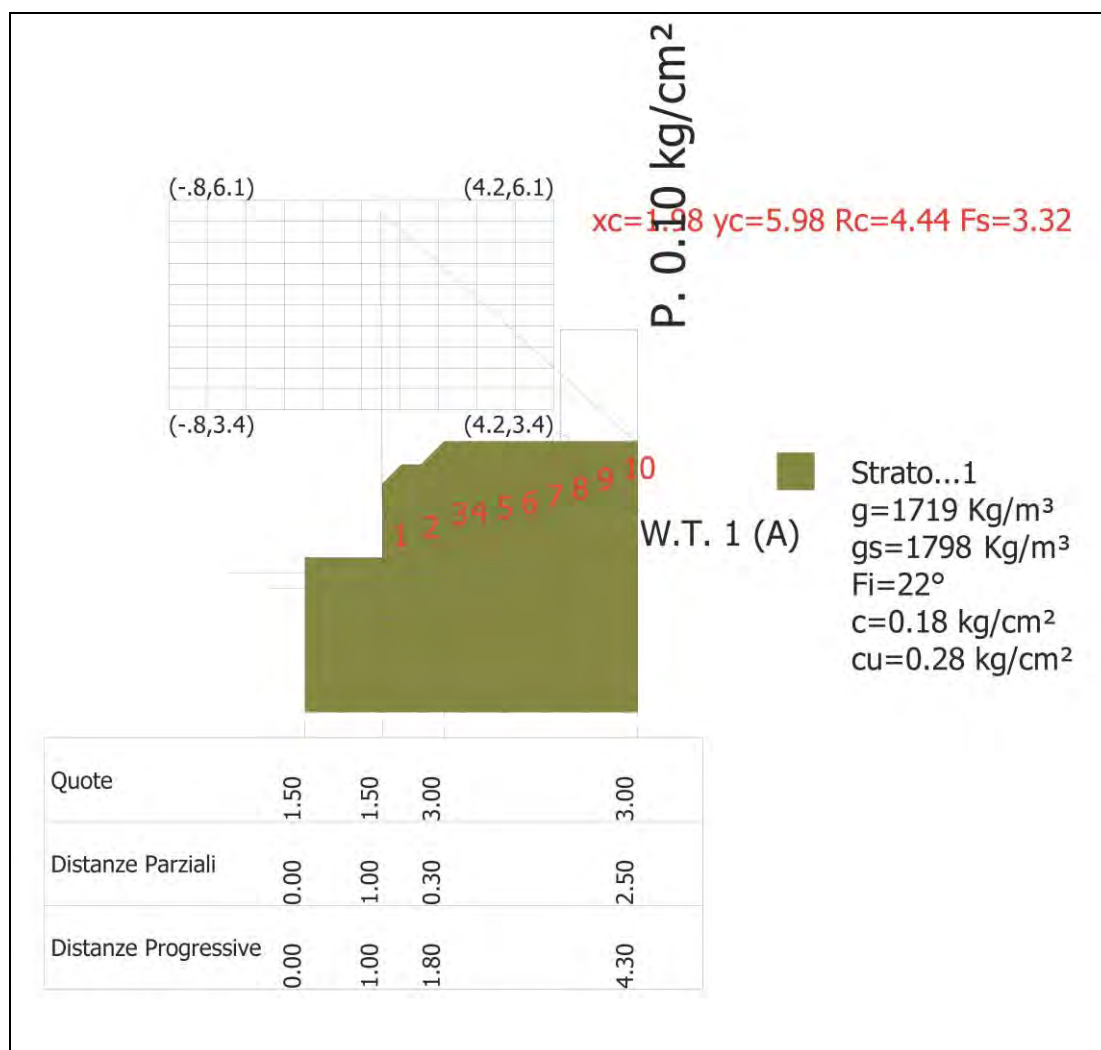 P. 0.10 kg/cm²
(-.8,6.1) (4.2,6.1)
xc=1.98 yc=5.98 Rc=4.44 Fs=3.32
(-.8,3.4) (4.2,3.4)
1 2 3 4 5 6 7 8 9 10
W.T. 1 (A)
Strato...1
g=1719 Kg/m³
gs=1798 Kg/m³
Fi=22°
c=0.18 kg/cm²
cu=0.28 kg/cm²
Quote 1.50 1.50 3.00 3.00
Distanze Parziali 0.00 1.00 0.30 2.50
Distanze Progressive 0.00 1.00 1.80 4.30